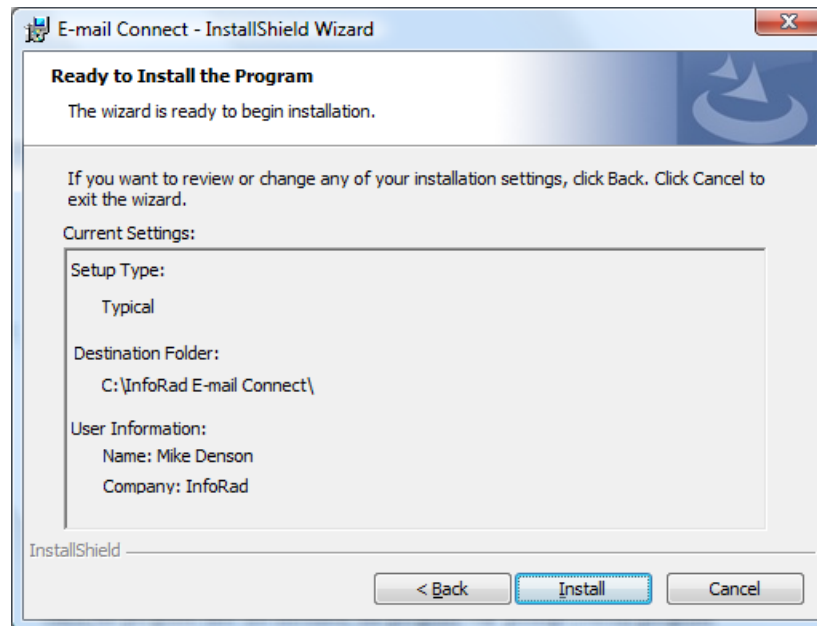 E-mail Connect - InstallShield Wizard
Ready to Install the Program
The wizard is ready to begin installation.
If you want to review or change any of your installation settings, click Back. Click Cancel to
exit the wizard.
Current Settings:
Setup Type:
Typical
Destination Folder:
C:\InfoRad E-mail Connect\
User Information:
Name: Mike Denson
Company: InfoRad
InstallShield
< Back
Install
Cancel